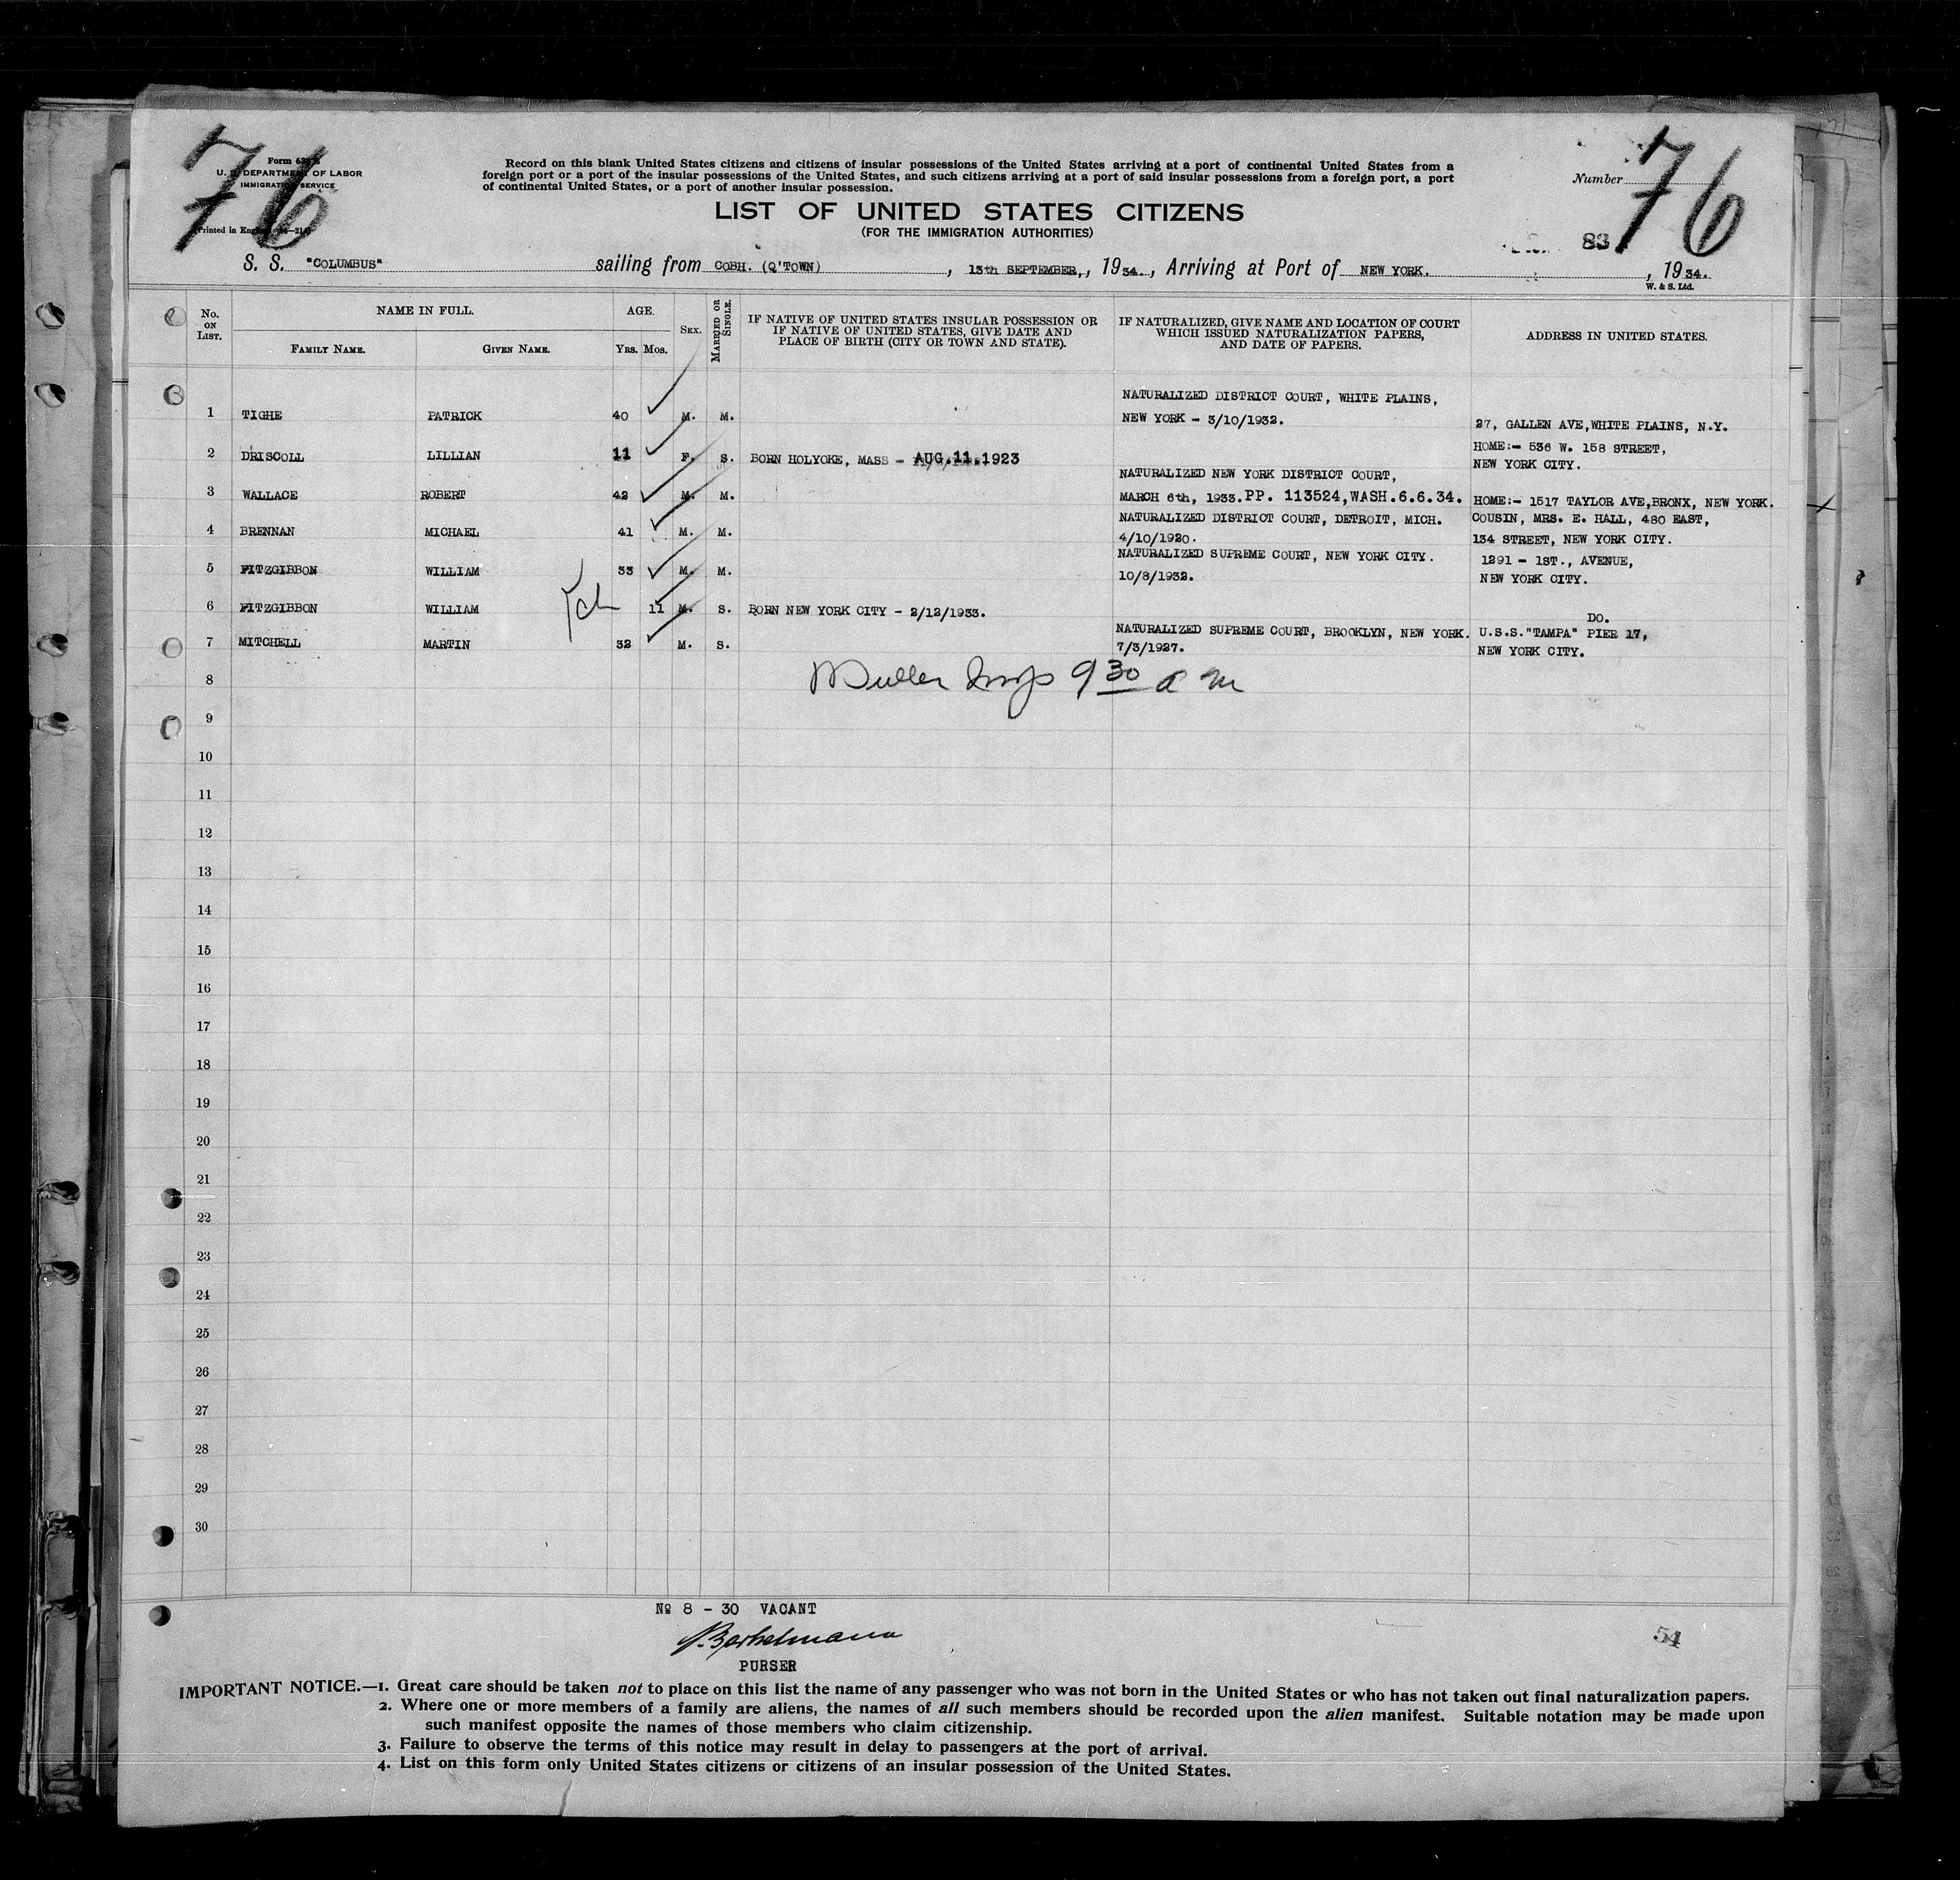 76
76
Form 630
U. S. DEPARTMENT OF LABOR
IMMIGRATION SERVICE
Printed in England
Record on this blank United States citizens and citizens of insular possessions of the United States arriving at a port of continental United States from a
foreign port or a port of the insular possessions of the United States, and such citizens arriving at a port of said insular possessions from a foreign port, a port
of continental United States, or a port of another insular possession.
Number
LIST OF UNITED STATES CITIZENS
(FOR THE IMMIGRATION AUTHORITIES)
83
S. S. "COLUMBUS" sailing from COBH. (Q'TOWN), 13th SEPTEMBER,, 1934., Arriving at Port of NEW YORK., 1934.
W. & S. Ltd.
No. ON LIST. NAME IN FULL. AGE. SEX. MARRIED OR SINGLE. IF NATIVE OF UNITED STATES INSULAR POSSESSION OR IF NATIVE OF UNITED STATES, GIVE DATE AND PLACE OF BIRTH (CITY OR TOWN AND STATE). IF NATURALIZED, GIVE NAME AND LOCATION OF COURT WHICH ISSUED NATURALIZATION PAPERS, AND DATE OF PAPERS. ADDRESS IN UNITED STATES.
FAMILY NAME. GIVEN NAME. YRS. MOS.
NATURALIZED DISTRICT COURT, WHITE PLAINS,
1 TIGHE PATRICK 40 M. M. NEW YORK - 3/10/1932. 27, GALLEN AVE,WHITE PLAINS, N.Y.
HOME:- 536 W. 158 STREET,
2 DRISCOLL LILLIAN 11 F. S. BORN HOLYOKE, MASS - AUG.11.1923 NEW YORK CITY.
NATURALIZED NEW YORK DISTRICT COURT,
3 WALLACE ROBERT 42 M. M. MARCH 6th, 1933.PP. 113524,WASH.6.6.34. HOME:- 1517 TAYLOR AVE,BRONX, NEW YORK.
NATURALIZED DISTRICT COURT, DETROIT, MICH. COUSIN, MRS. E. HALL, 480 EAST,
4 BRENNAN MICHAEL 41 M. M. 4/10/1920. 134 STREET, NEW YORK CITY.
NATURALIZED SUPREME COURT, NEW YORK CITY. 1291 - 1ST., AVENUE,
5 FITZGIBBON WILLIAM 33 M. M. 10/8/1932. NEW YORK CITY.
6 FITZGIBBON WILLIAM 11 M. S. BORN NEW YORK CITY - 2/12/1933. DO.
NATURALIZED SUPREME COURT, BROOKLYN, NEW YORK. U.S.S."TAMPA" PIER 17,
7 MITCHELL MARTIN 32 M. S. 7/3/1927. NEW YORK CITY.
8 Muller Insp 9 30 a m
9
10
11
12
13
14
15
16
17
18
19
20
21
22
23
24
25
26
27
28
29
30
Nº 8 - 30 VACANT
PURSER
54
IMPORTANT NOTICE.—1. Great care should be taken not to place on this list the name of any passenger who was not born in the United States or who has not taken out final naturalization papers.
2. Where one or more members of a family are aliens, the names of all such members should be recorded upon the alien manifest. Suitable notation may be made upon
such manifest opposite the names of those members who claim citizenship.
3. Failure to observe the terms of this notice may result in delay to passengers at the port of arrival.
4. List on this form only United States citizens or citizens of an insular possession of the United States.